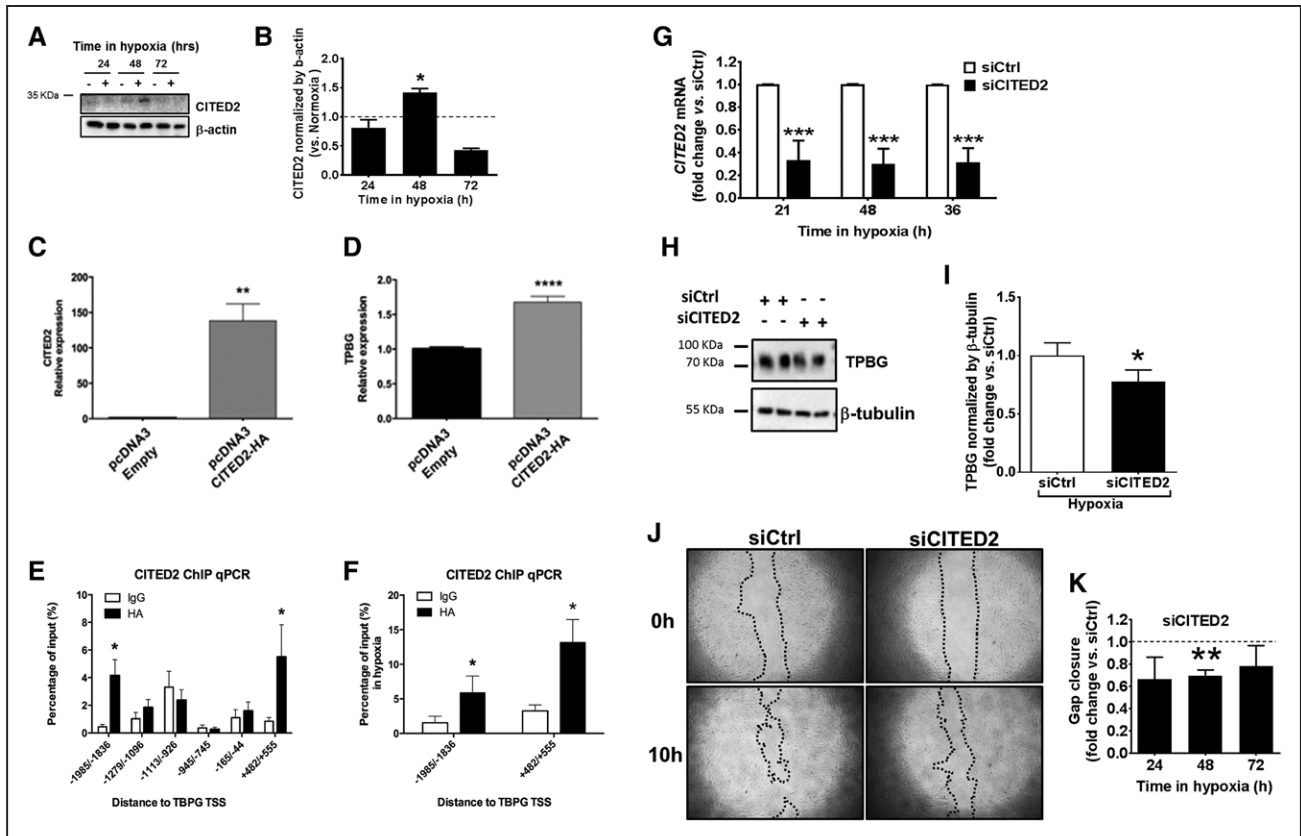 A
Time in hypoxia (hrs)
24 48 72
- + - + - +
35 KDa
CITED2
β-actin
B
CITED2 normalized by b-actin
(vs. Normoxia )
2.0
1.5
1.0
0.5
0.0
*
24 48 72
Time in hypoxia (h)
C
CITED2
Relative expression
200
150
100
50
0
**
pcDNA3
Empty
pcDNA3
CITED2-HA
D
TPBG
Relative expression
2.0
1.5
1.0
0.5
0.0
****
pcDNA3
Empty
pcDNA3
CITED2-HA
E
CITED2 ChIP qPCR
Percentage of input (%)
10
8
6
4
2
0
IgG
HA
*
*
-1985/-1836
-1279/-1096
-1113/-926
-945/-745
-165/-44
+482/+555
Distance to TBPG TSS
F
CITED2 ChIP qPCR
Percentage of input (%)
in hypoxia
20
15
10
5
0
IgG
HA
*
*
-1985/-1836
+482/+555
Distance to TBPG TSS
G
CITED2 mRNA
(fold change vs. siCtrl)
1.2
1.0
0.8
0.6
0.4
0.2
0
siCtrl
siCITED2
*** *** ***
21 48 36
Time in hypoxia (h)
H
siCtrl + + - -
siCITED2 - - + +
100 KDa
70 KDa
TPBG
55 KDa
β-tubulin
I
TPBG normalized by β-tubulin
(fold change vs. siCtrl)
1.5
1.0
0.5
0.0
*
siCtrl siCITED2
Hypoxia
J
siCtrl siCITED2
0h
10h
K
siCITED2
Gap closure
(fold change vs. siCtrl)
1.2
1.0
0.8
0.6
0.4
0.2
0
**
24 48 72
Time in hypoxia (h)